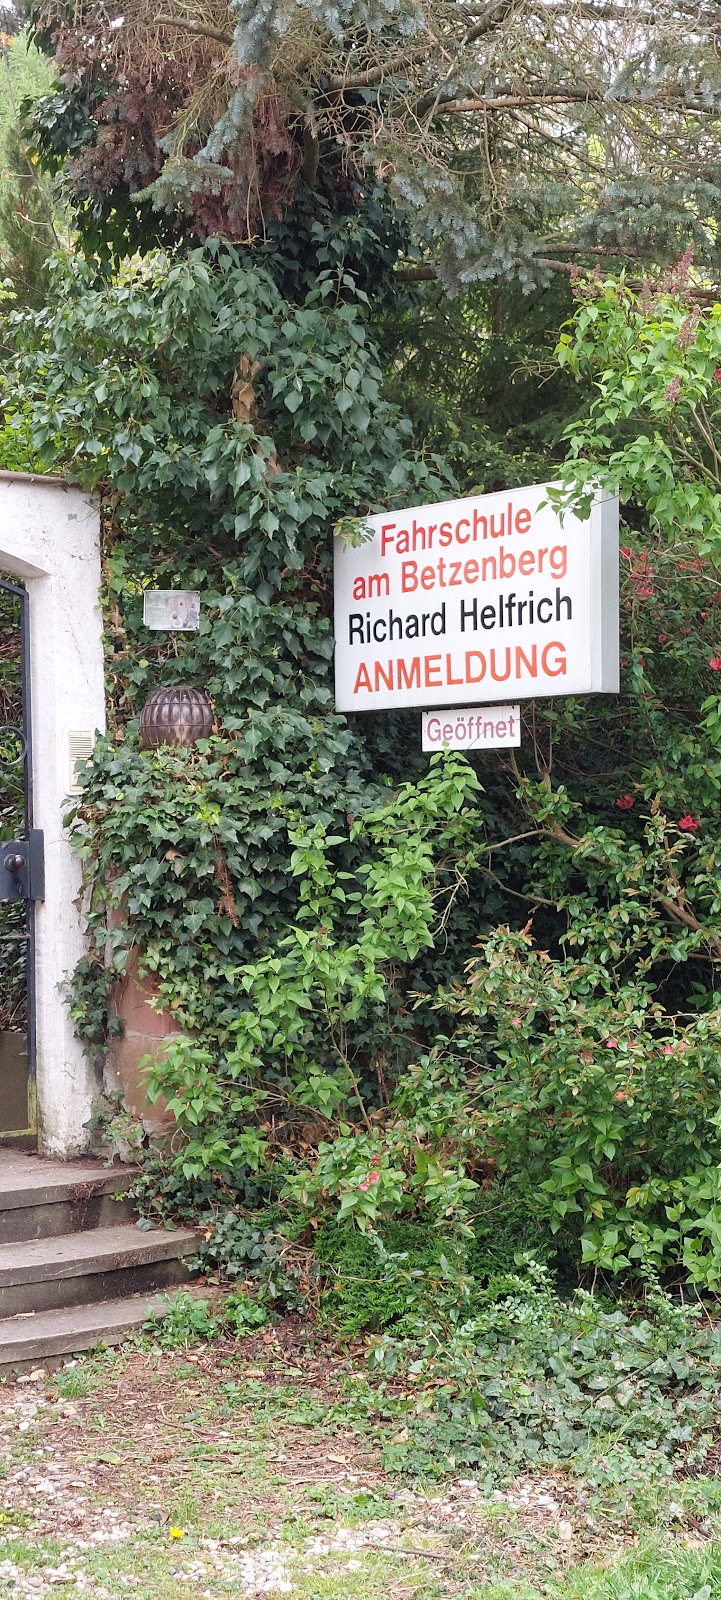 Fahrschule
am Betzenberg
Richard Helfrich
ANMELDUNG
Geöffnet